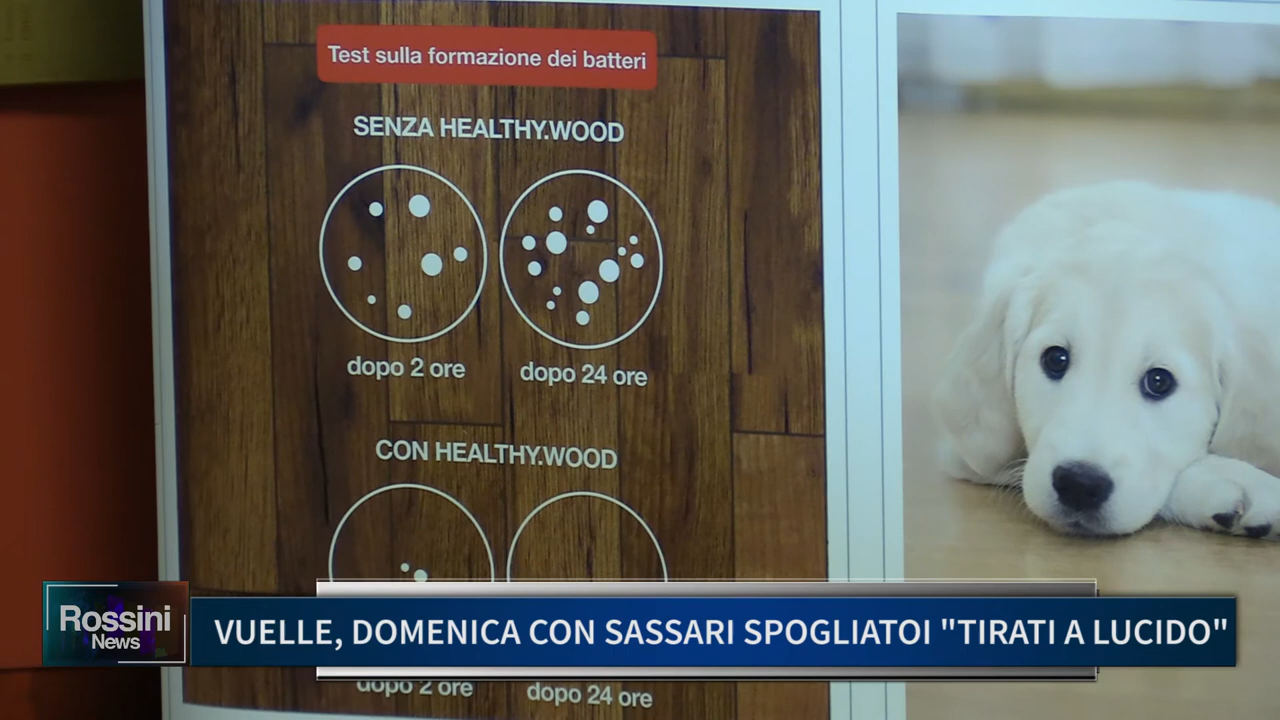 Test sulla formazione dei batteri
SENZA HEALTHY.WOOD
dopo 2 ore
dopo 24 ore
CON HEALTHY.WOOD
Rossini
News
VUELLE, DOMENICA CON SASSARI SPOGLIATOI "TIRATI A LUCIDO"
dopo 2 ore
dopo 24 ore